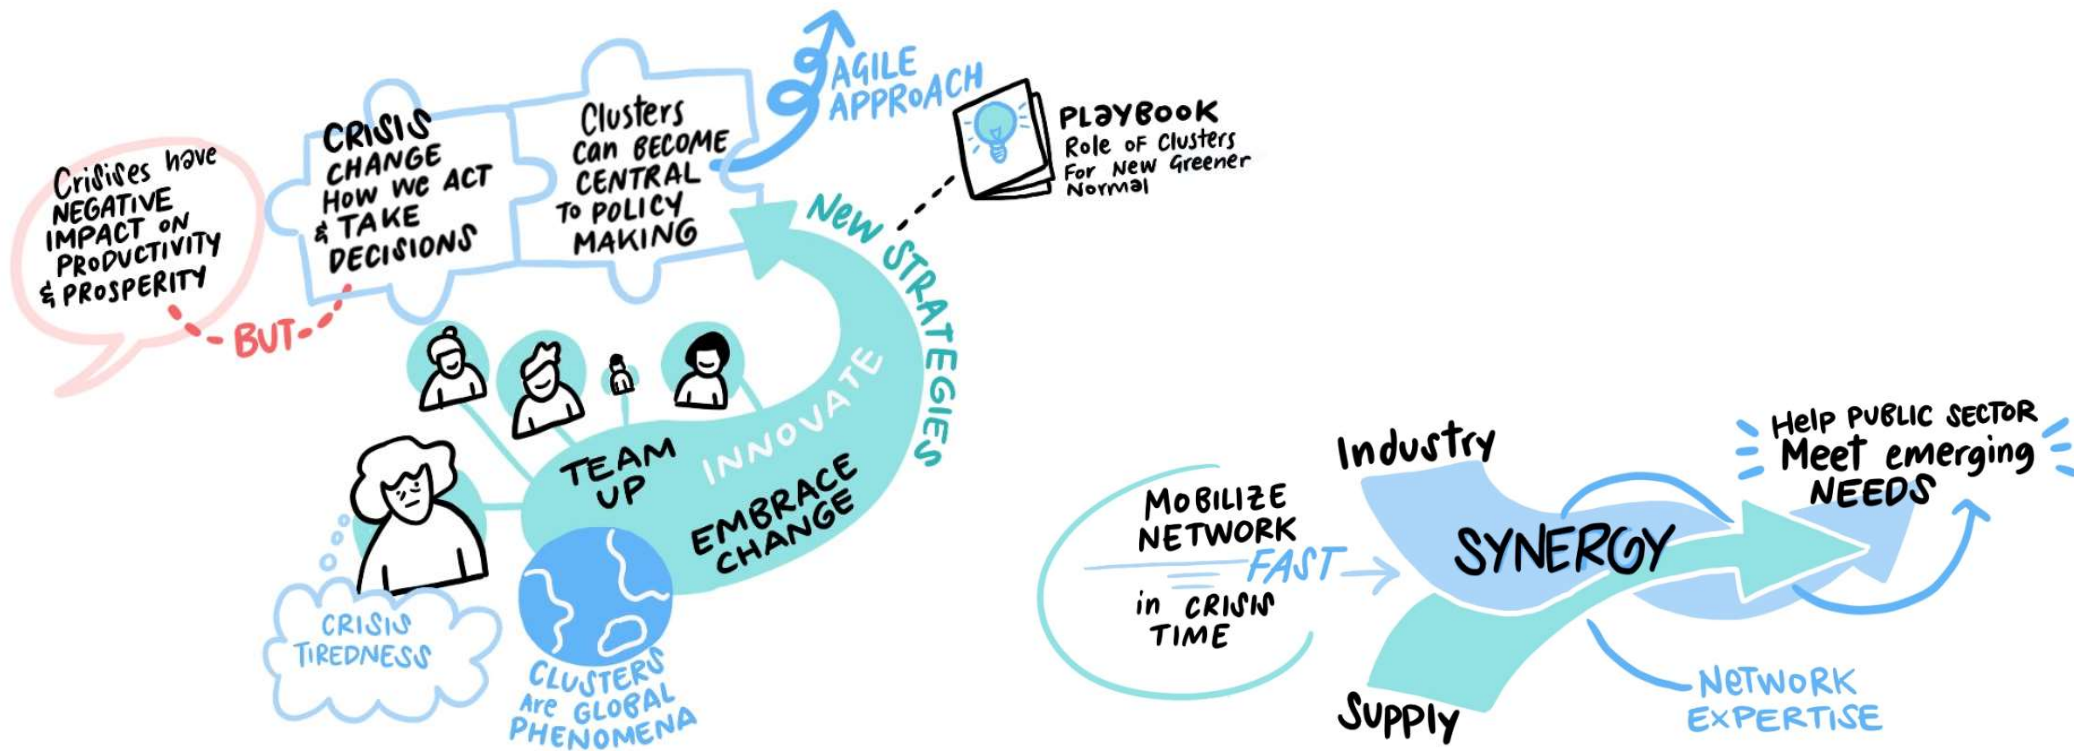 Crisises have
NEGATIVE
IMPACT ON
PRODUCTIVITY
& PROSPERITY
BUT
CRISIS
CHANGE
HOW WE ACT
& TAKE
DECISIONS
Clusters
can BECOME
CENTRAL
TO POLICY
MAKING
AGILE
APPROACH
PLAYBOOK
Role of Clusters
For New Greener
Normal
NEW STRATEGIES
INNOVATE
TEAM
UP
EMBRACE
CHANGE
CRISIS
TIREDNESS
CLUSTERS
Are GLOBAL
PHENOMENA
MOBILIZE
NETWORK
FAST
in CRISIS
TIME
Industry
SYNERGY
Supply
Help PUBLIC SECTOR
Meet emerging
NEEDS
NETWORK
EXPERTISE